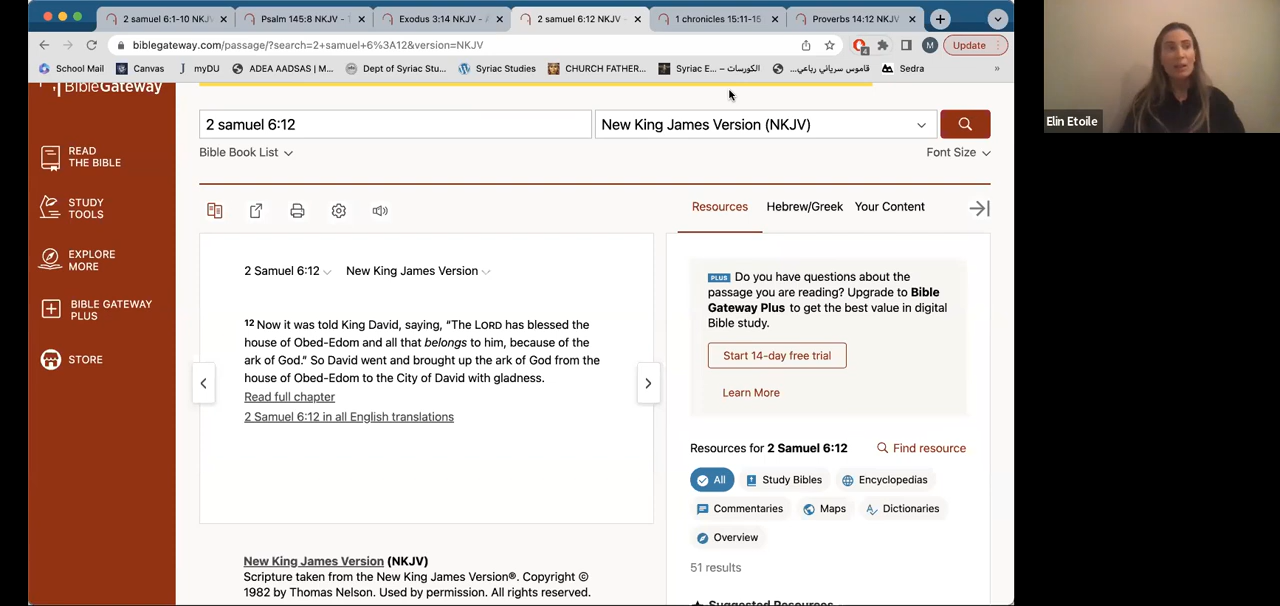 2 samuel 6:1-10 NKJV
Psalm 145:8 NKJV -
Exodus 3:14 NKJV -
2 samuel 6:12 NKJV -
1 chronicles 15:11-15
Proverbs 14:12 NKJV
biblegateway.com/passage/?search=2+samuel+6%3A12&version=NKJV
4
M
Update
School Mail
Canvas
J myDU
ADEA AADSAS | M...
Dept of Syriac Stu...
Syriac Studies
CHURCH FATHER...
Syriac E... – الكورسات
قاموس سرياني رباعي...
Sedra
»
BibleGateway
READ
THE BIBLE
STUDY
TOOLS
EXPLORE
MORE
BIBLE GATEWAY
PLUS
STORE
2 samuel 6:12
New King James Version (NKJV)
Bible Book List
Font Size
Resources
Hebrew/Greek
Your Content
2 Samuel 6:12
New King James Version
12 Now it was told King David, saying, “The LORD has blessed the
house of Obed-Edom and all that belongs to him, because of the
ark of God.” So David went and brought up the ark of God from the
house of Obed-Edom to the City of David with gladness.
Read full chapter
2 Samuel 6:12 in all English translations
New King James Version (NKJV)
Scripture taken from the New King James Version®. Copyright ©
1982 by Thomas Nelson. Used by permission. All rights reserved.
PLUS Do you have questions about the
passage you are reading? Upgrade to Bible
Gateway Plus to get the best value in digital
Bible study.
Start 14-day free trial
Learn More
Resources for 2 Samuel 6:12
Find resource
All
Study Bibles
Encyclopedias
Commentaries
Maps
Dictionaries
Overview
51 results
Suggested Resources
Elin Etoile